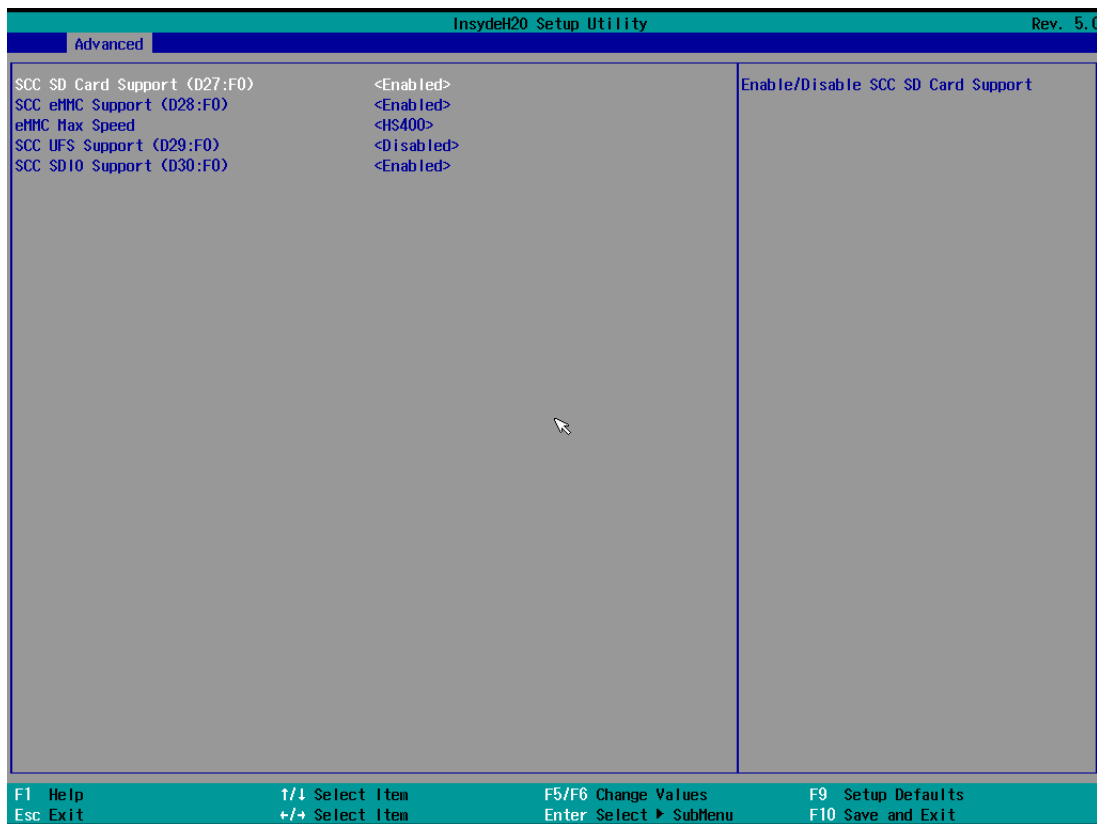 InsydeH20 Setup Utility Rev. 5.0
Advanced
SCC SD Card Support (D27:F0) <Enabled> Enable/Disable SCC SD Card Support
SCC eMMC Support (D28:F0) <Enabled>
eMMC Max Speed <HS400>
SCC UFS Support (D29:F0) <Disabled>
SCC SDIO Support (D30:F0) <Enabled>
F1 Help ↑/↓ Select Item F5/F6 Change Values F9 Setup Defaults
Esc Exit ←/→ Select Item Enter Select ▶ SubMenu F10 Save and Exit